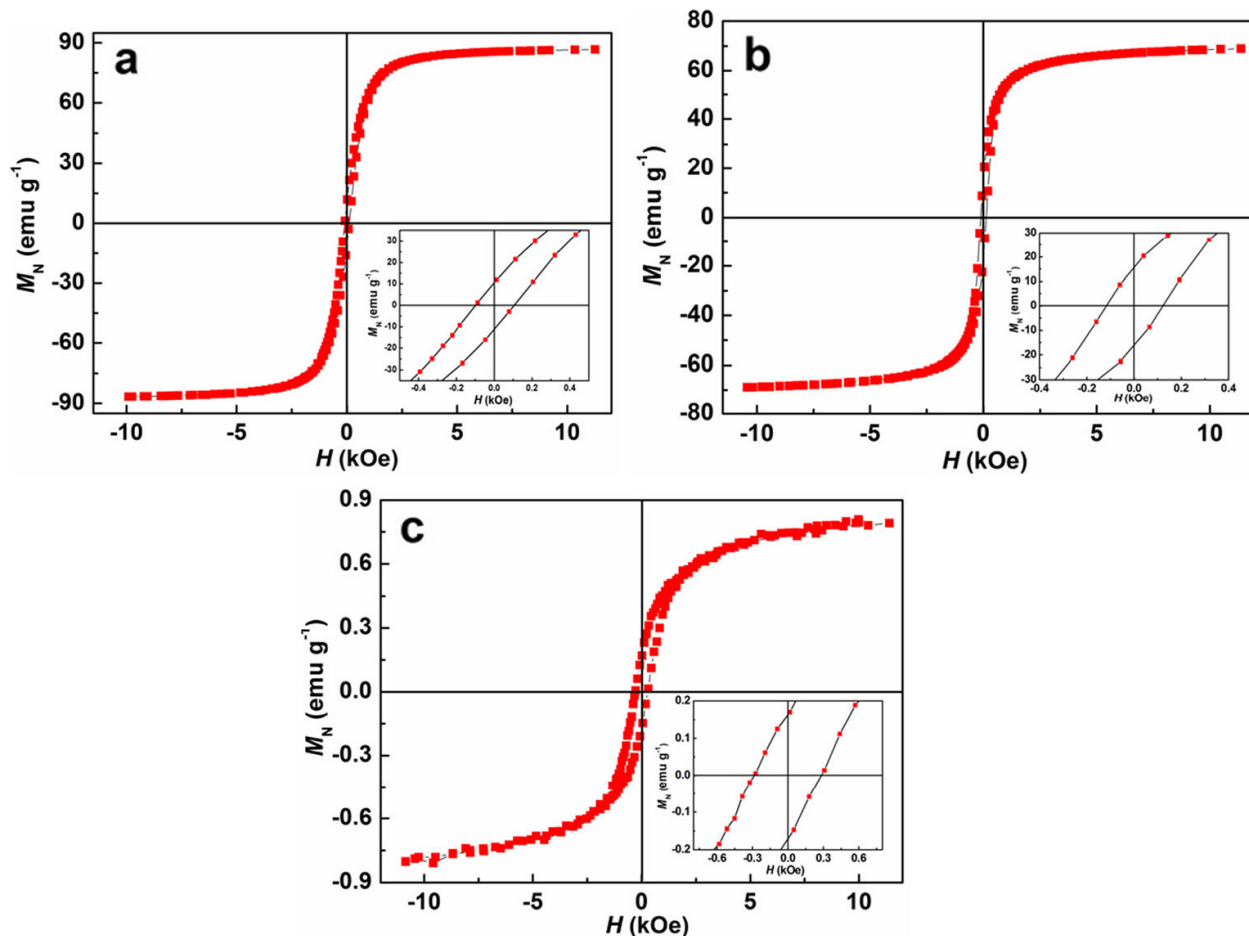 a
90
60
30
0
-30
-60
-90
M_N (emu g⁻¹)
-10 -5 0 5 10
H (kOe)
30
20
10
0
-10
-20
-30
M_N (emu g⁻¹)
-0.4 -0.2 0.0 0.2 0.4
H (kOe)
b
80
60
40
20
0
-20
-40
-60
-80
M_N (emu g⁻¹)
-10 -5 0 5 10
H (kOe)
30
20
10
0
-10
-20
-30
M_N (emu g⁻¹)
-0.4 -0.2 0.0 0.2 0.4
H (kOe)
c
0.9
0.6
0.3
0.0
-0.3
-0.6
-0.9
M_N (emu g⁻¹)
-10 -5 0 5 10
H (kOe)
0.2
0.1
0.0
-0.1
-0.2
M_N (emu g⁻¹)
-0.6 -0.3 0.0 0.3 0.6
H (kOe)